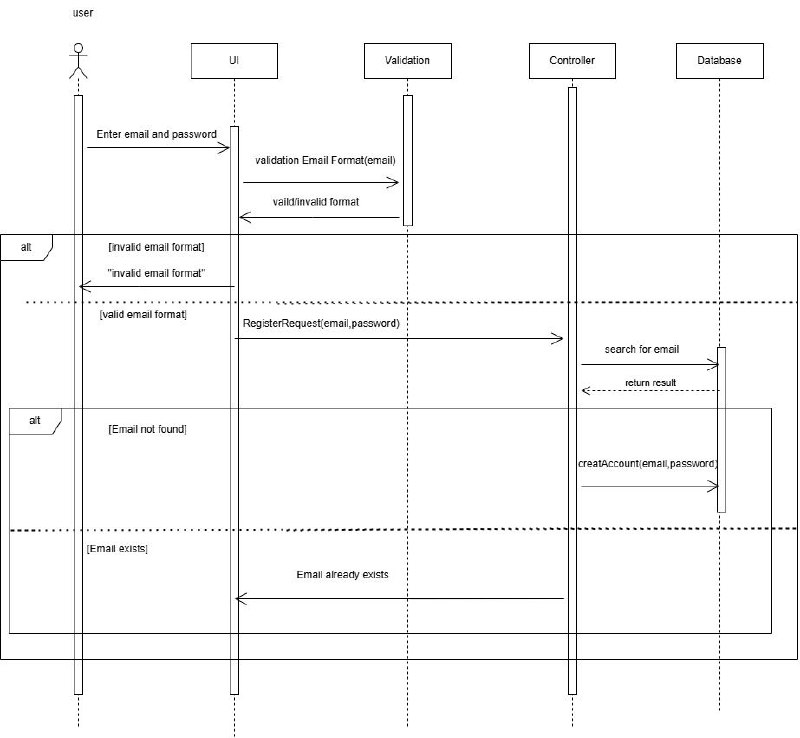 user
UI
Validation
Controller
Database
Enter email and password
validation Email Format(email)
vaild/invalid format
alt
[invalid email format]
"invalid email format"
[valid email format]
RegisterRequest(email,password)
search for email
return result
alt
[Email not found]
creatAccount(email,password)
[Email exists]
Email already exists